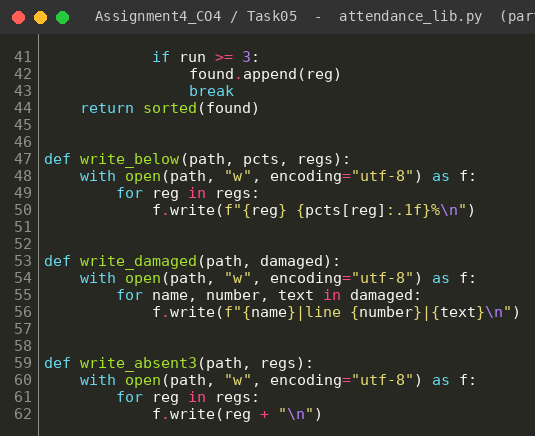 Assignment4_CO4 / Task05  -  attendance_lib.py  (par
41             if run >= 3:
42                 found.append(reg)
43                 break
44     return sorted(found)
45
46
47 def write_below(path, pcts, regs):
48     with open(path, "w", encoding="utf-8") as f:
49         for reg in regs:
50             f.write(f"{reg} {pcts[reg]:.1f}%\n")
51
52
53 def write_damaged(path, damaged):
54     with open(path, "w", encoding="utf-8") as f:
55         for name, number, text in damaged:
56             f.write(f"{name}|line {number}|{text}\n")
57
58
59 def write_absent3(path, regs):
60     with open(path, "w", encoding="utf-8") as f:
61         for reg in regs:
62             f.write(reg + "\n")